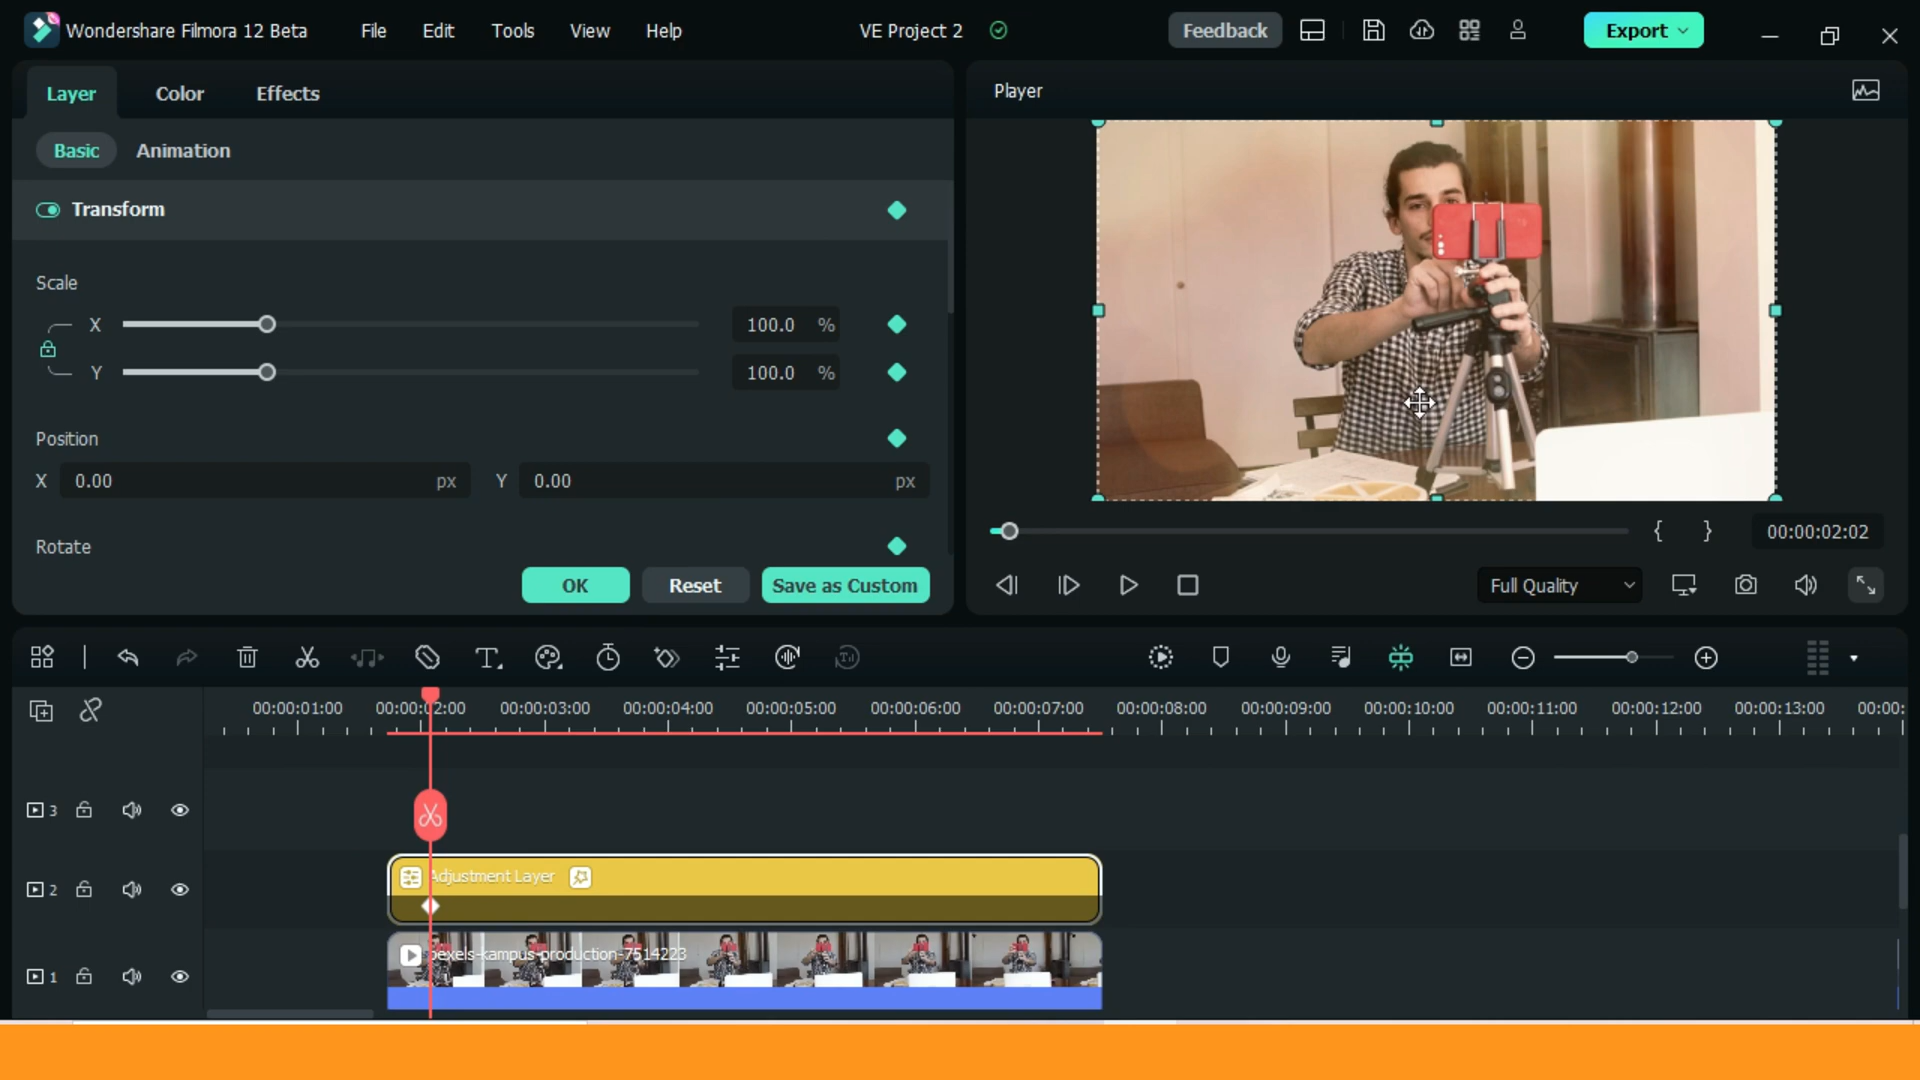 Wondershare Filmora 12 Beta File Edit Tools View Help VE Project 2 Feedback Export
Layer Color Effects
Basic Animation
Transform
Scale
X 100.0 %
Y 100.0 %
Position
X 0.00 px Y 0.00 px
Rotate
OK Reset Save as Custom
Player
{ } 00:00:02:02
Full Quality
00:00:01:00 00:00:02:00 00:00:03:00 00:00:04:00 00:00:05:00 00:00:06:00 00:00:07:00 00:00:08:00 00:00:09:00 00:00:10:00 00:00:11:00 00:00:12:00 00:00:13:00 00:00:
3
2 Adjustment Layer
1 pexels-kampus-production-7514223